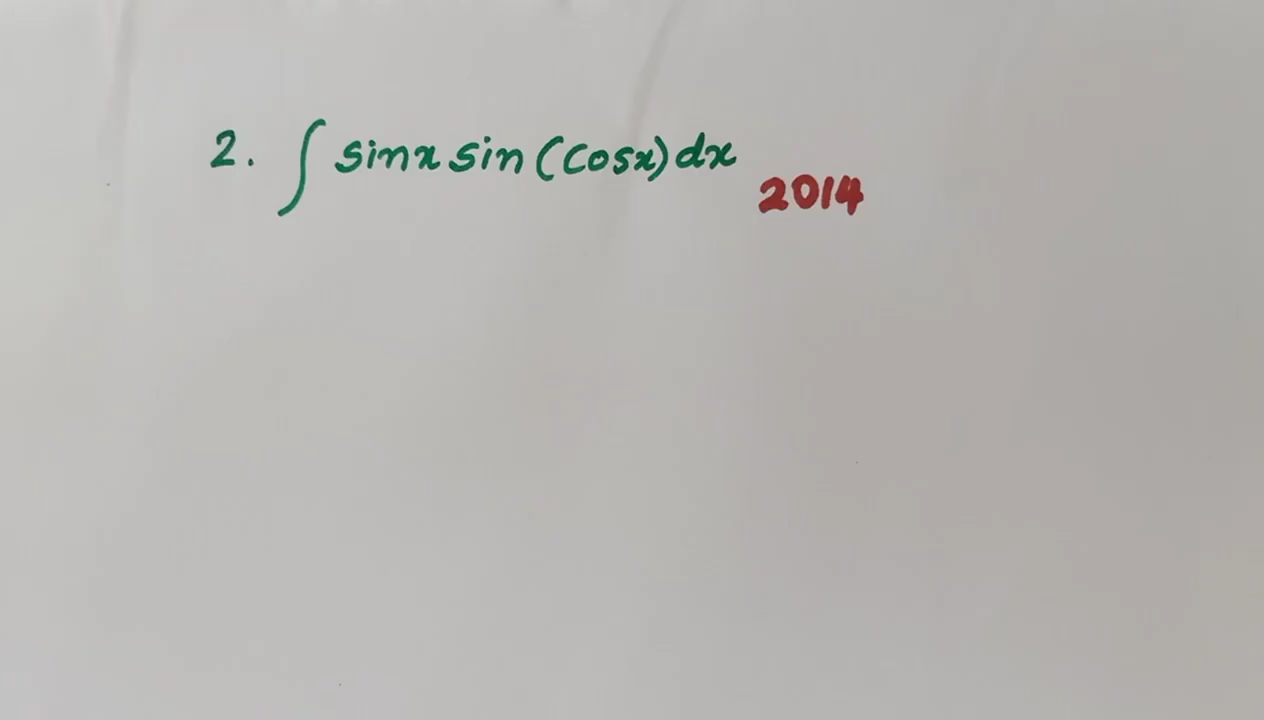 2. ∫ sinx sin (cosx) dx
2014